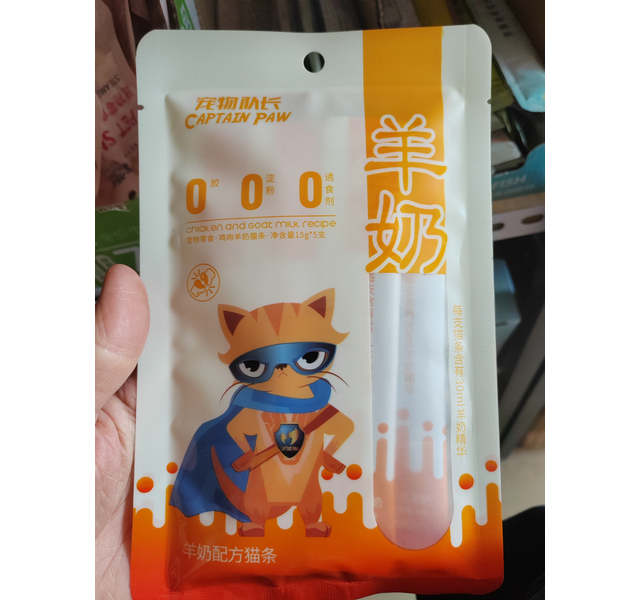 宠物队长
CAPTAIN PAW
羊奶
0胶 0淀粉 0诱食剂
chicken and goat milk recipe
宠物零食·鸡肉羊奶猫条·净含量15g*5支
每支猫条含有30ml羊奶精华
羊奶配方猫条